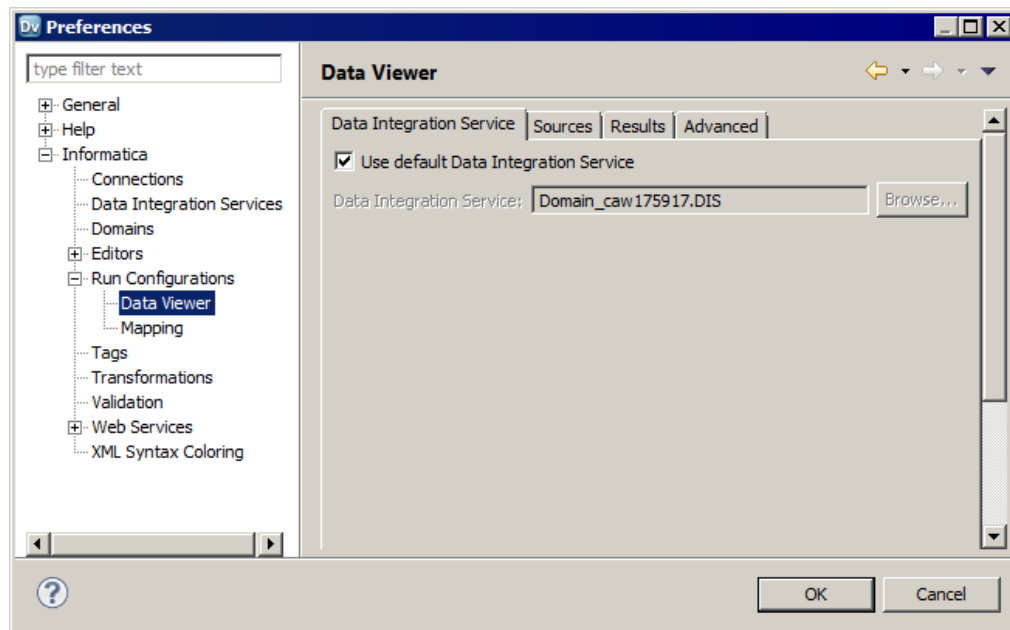 Dv Preferences
type filter text
General
Help
Informatica
Connections
Data Integration Services
Domains
Editors
Run Configurations
Data Viewer
Mapping
Tags
Transformations
Validation
Web Services
XML Syntax Coloring
Data Viewer
Data Integration Service Sources Results Advanced
Use default Data Integration Service
Data Integration Service: Domain_caw175917.DIS Browse...
?
OK Cancel